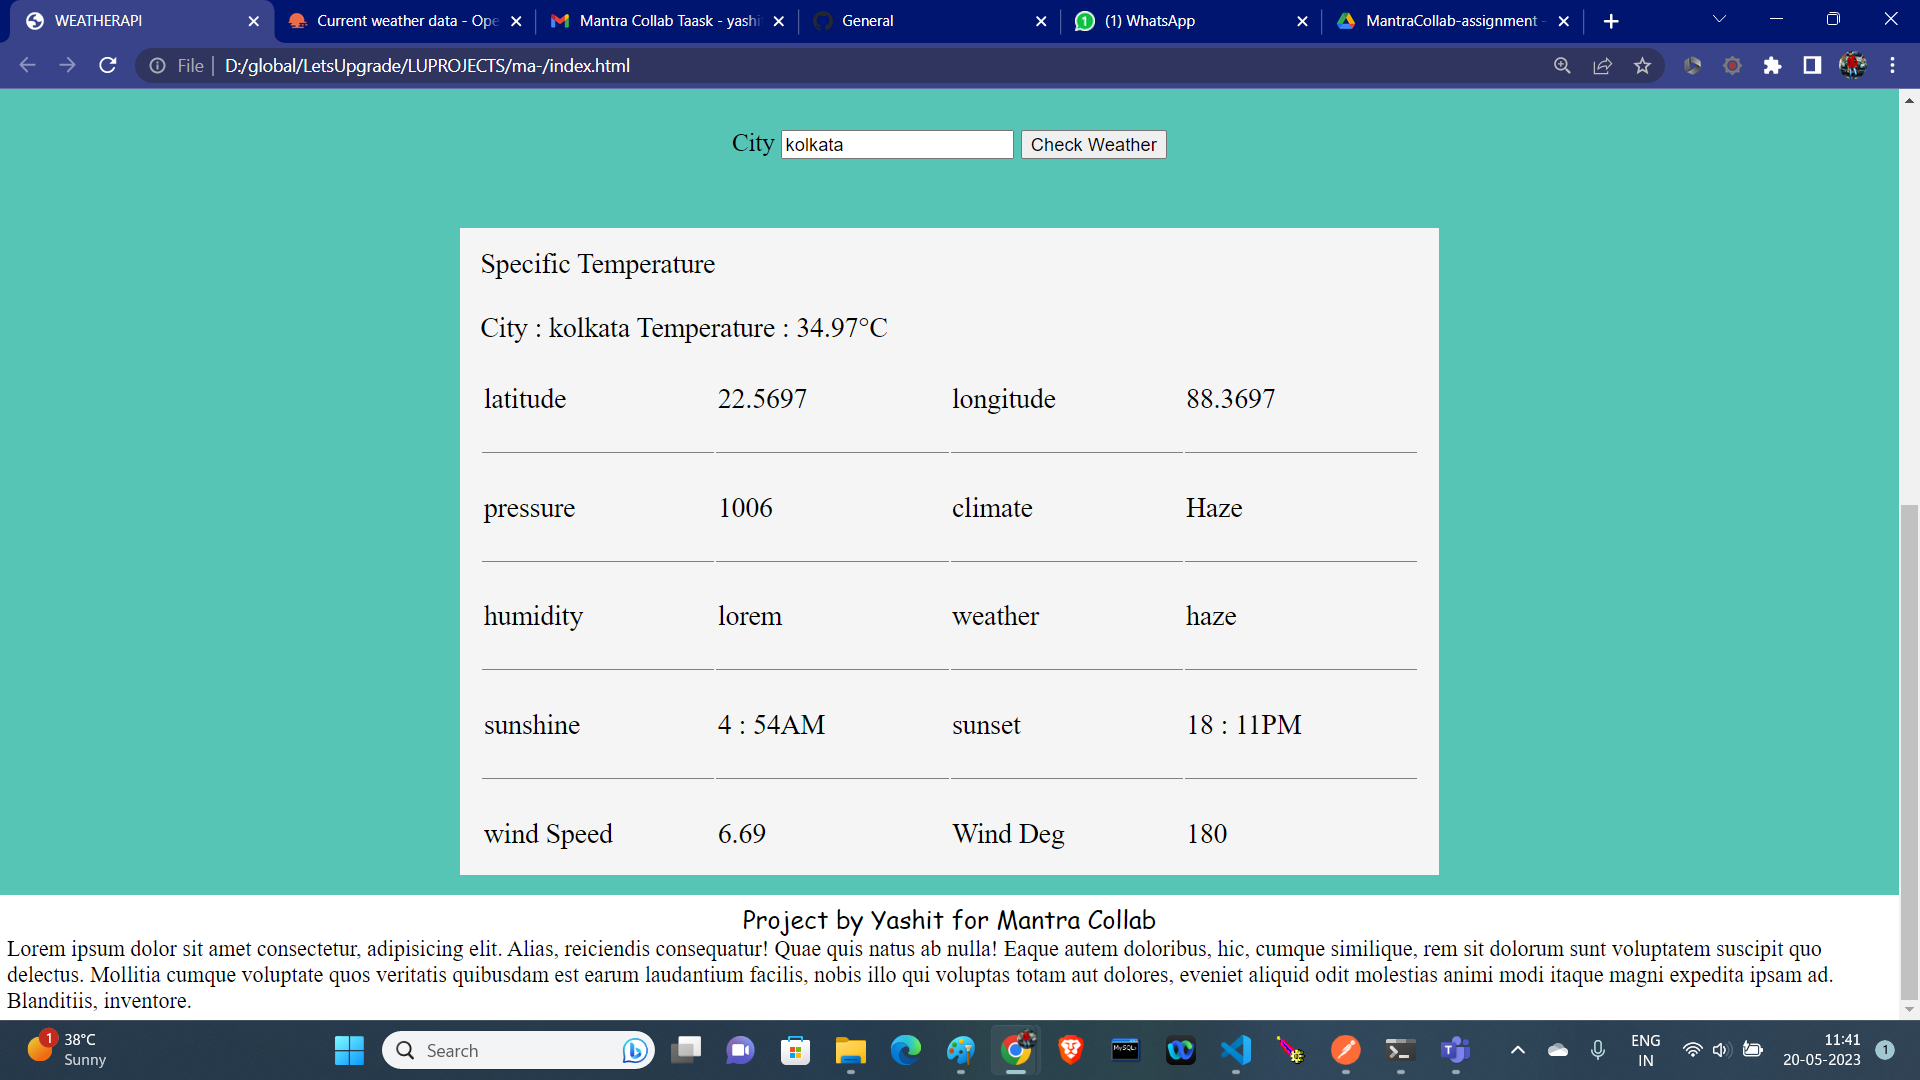 WEATHERAPI
Current weather data - Ope
Mantra Collab Taask - yashi
General
(1) WhatsApp
MantraCollab-assignment -
File
D:/global/LetsUpgrade/LUPROJECTS/ma-/index.html
City kolkata Check Weather
Specific Temperature
City : kolkata Temperature : 34.97°C
latitude 22.5697 longitude 88.3697
pressure 1006 climate Haze
humidity lorem weather haze
sunshine 4 : 54AM sunset 18 : 11PM
wind Speed 6.69 Wind Deg 180
Project by Yashit for Mantra Collab
Lorem ipsum dolor sit amet consectetur, adipisicing elit. Alias, reiciendis consequatur! Quae quis natus ab nulla! Eaque autem doloribus, hic, cumque similique, rem sit dolorum sunt voluptatem suscipit quo
delectus. Mollitia cumque voluptate quos veritatis quibusdam est earum laudantium facilis, nobis illo qui voluptas totam aut dolores, eveniet aliquid odit molestias animi modi itaque magni expedita ipsam ad.
Blanditiis, inventore.
1
38°C
Sunny
Search
MySQL
ENG
IN
11:41
20-05-2023
1